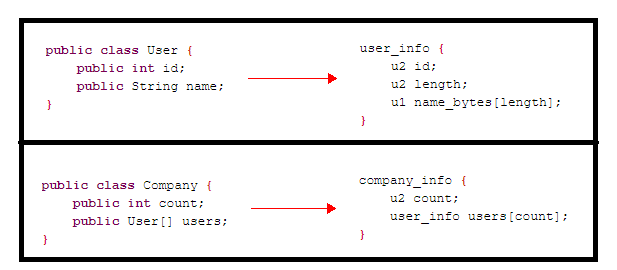 public class User {
public int id;
public String name;
}
user_info {
u2 id;
u2 length;
u1 name_bytes[length];
}
public class Company {
public int count;
public User[] users;
}
company_info {
u2 count;
user_info users[count];
}